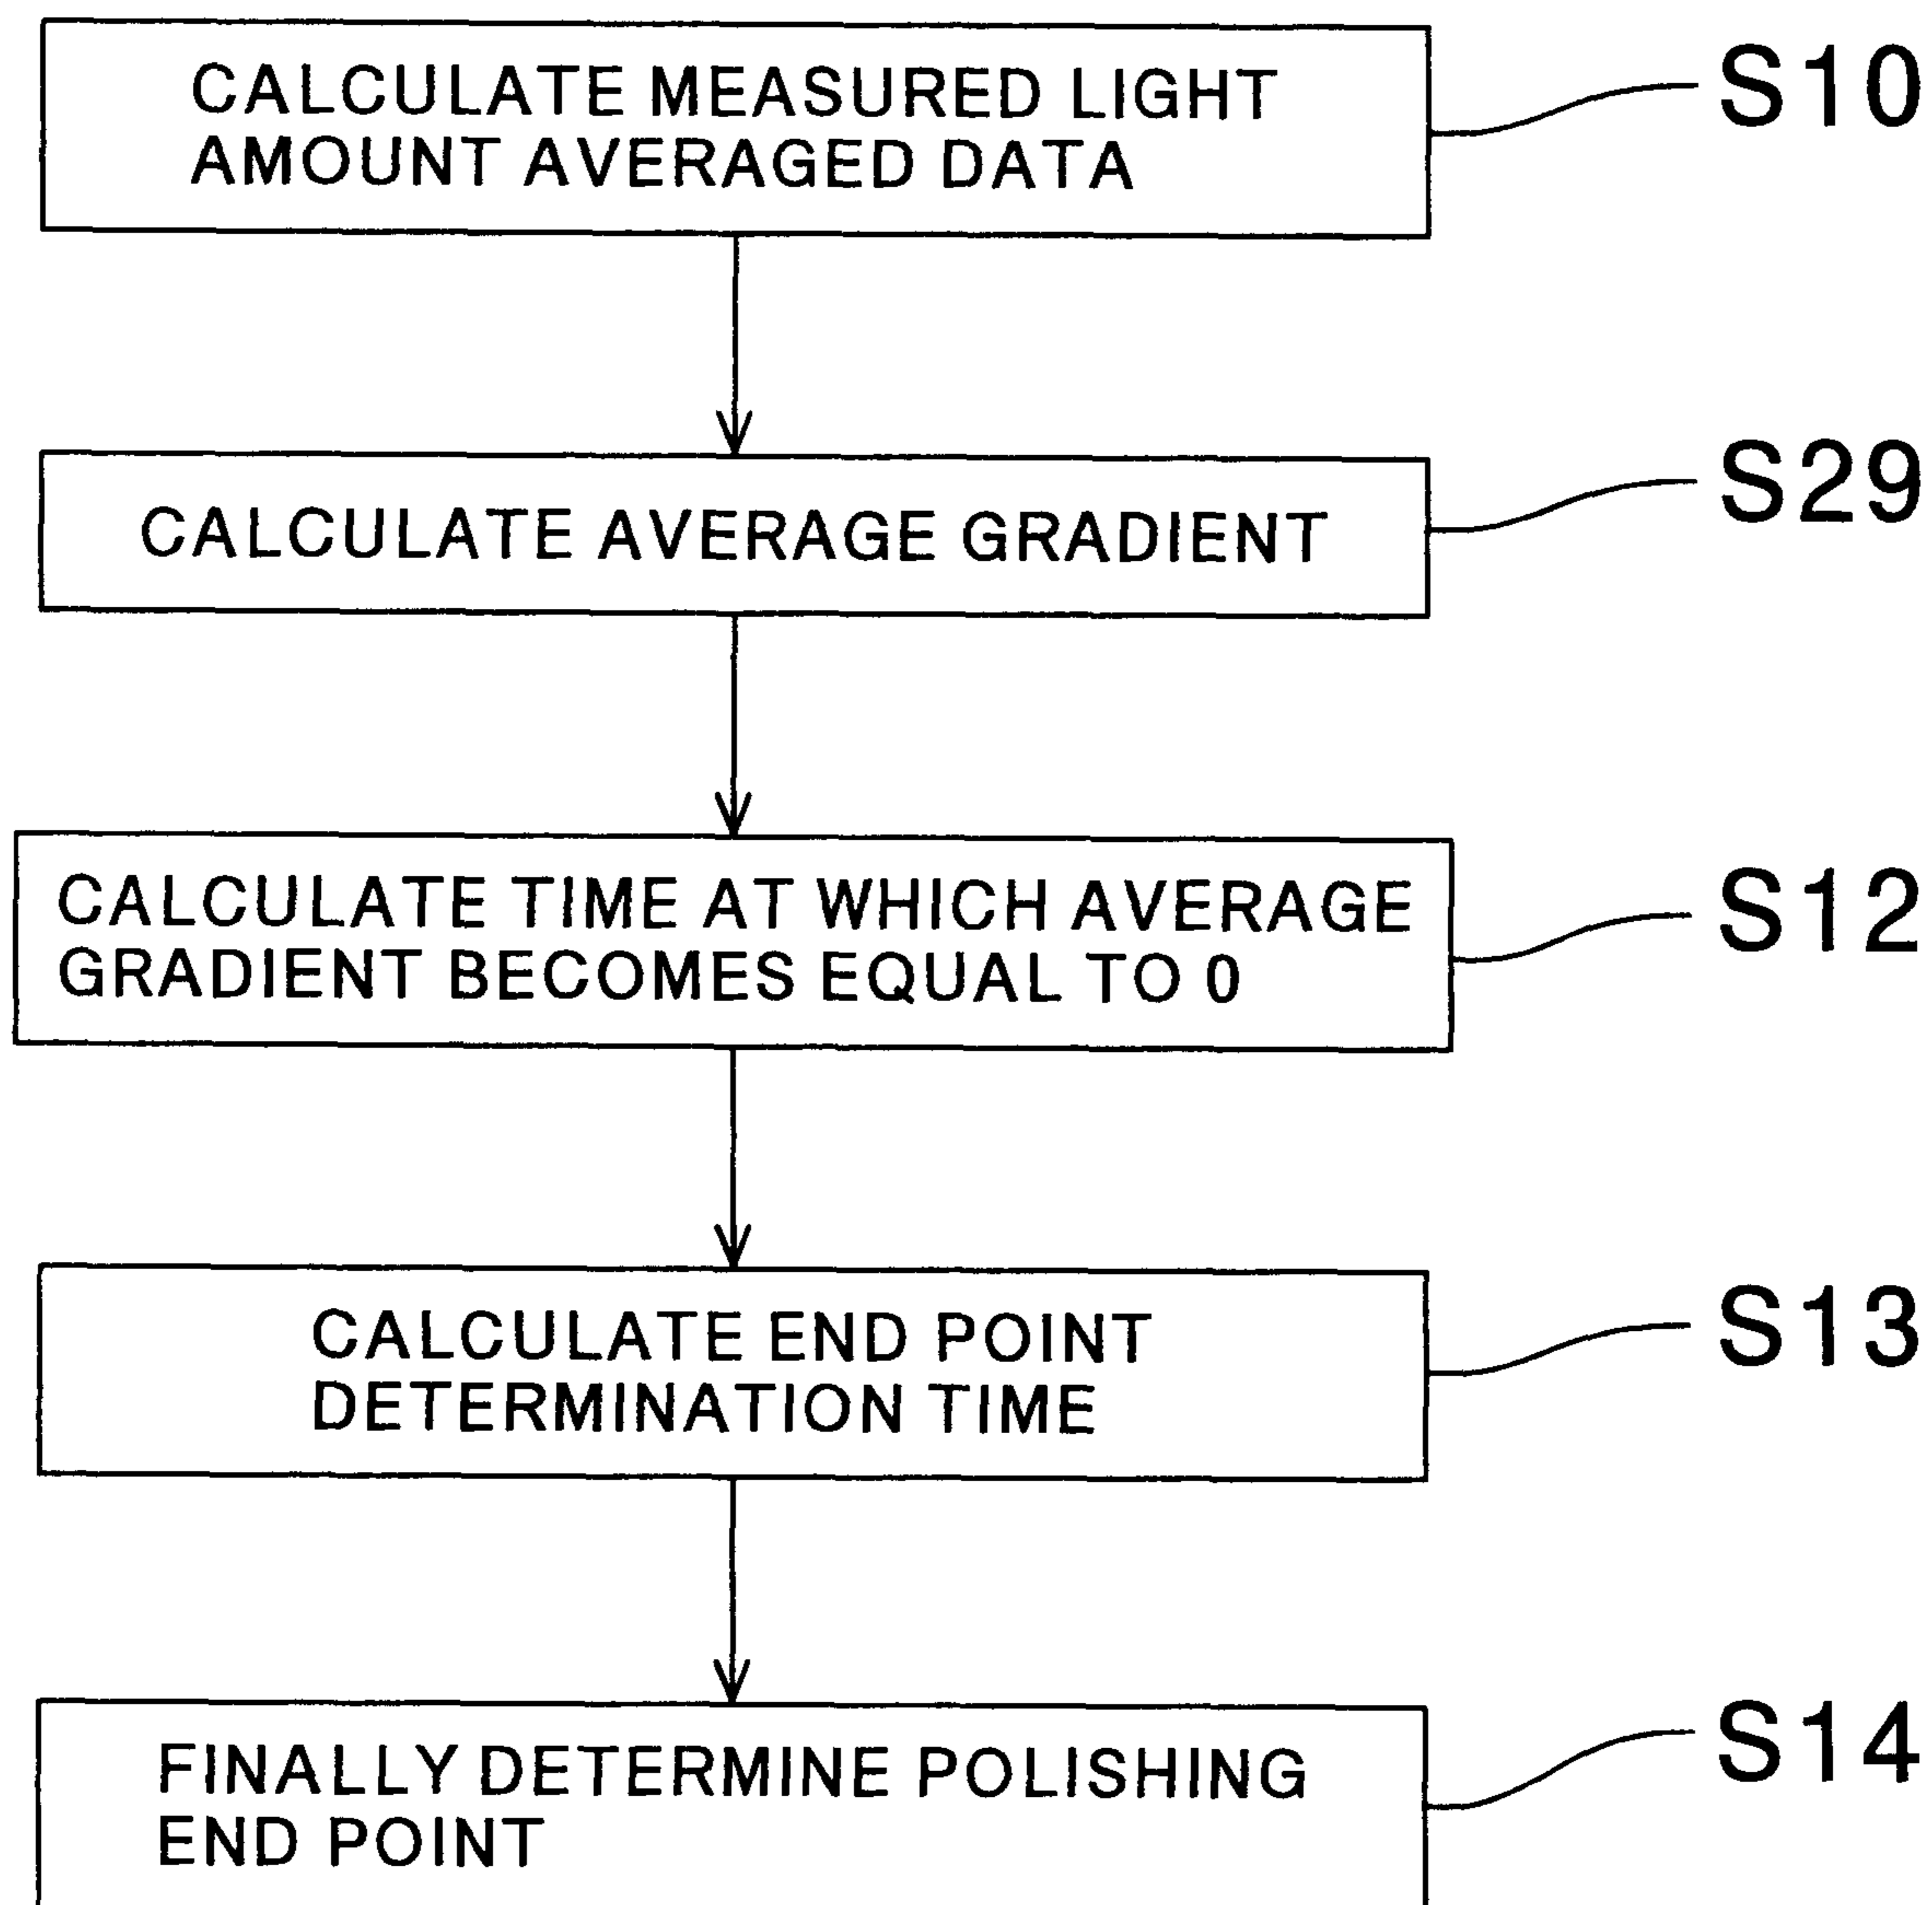 CALCULATE MEASURED LIGHT
AMOUNT AVERAGED DATA
S10
CALCULATE AVERAGE GRADIENT
S29
CALCULATE TIME AT WHICH AVERAGE
GRADIENT BECOMES EQUAL TO 0
S12
CALCULATE END POINT
DETERMINATION TIME
S13
FINALLY DETERMINE POLISHING
END POINT
S14